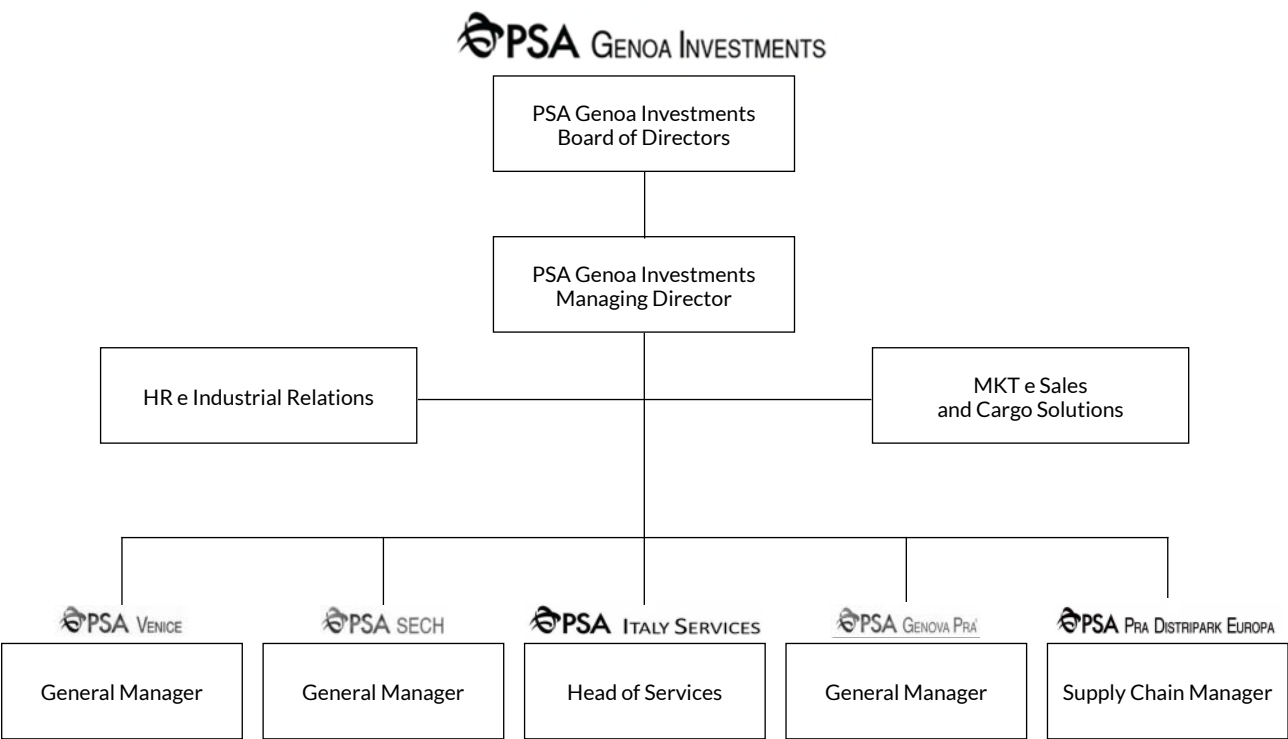 PSA GENOA INVESTMENTS
PSA Genoa Investments
Board of Directors
PSA Genoa Investments
Managing Director
HR e Industrial Relations
MKT e Sales
and Cargo Solutions
PSA VENICE
PSA SECH
PSA ITALY SERVICES
PSA GENOVA PRA'
PSA PRA DISTRIPARK EUROPA
General Manager
General Manager
Head of Services
General Manager
Supply Chain Manager